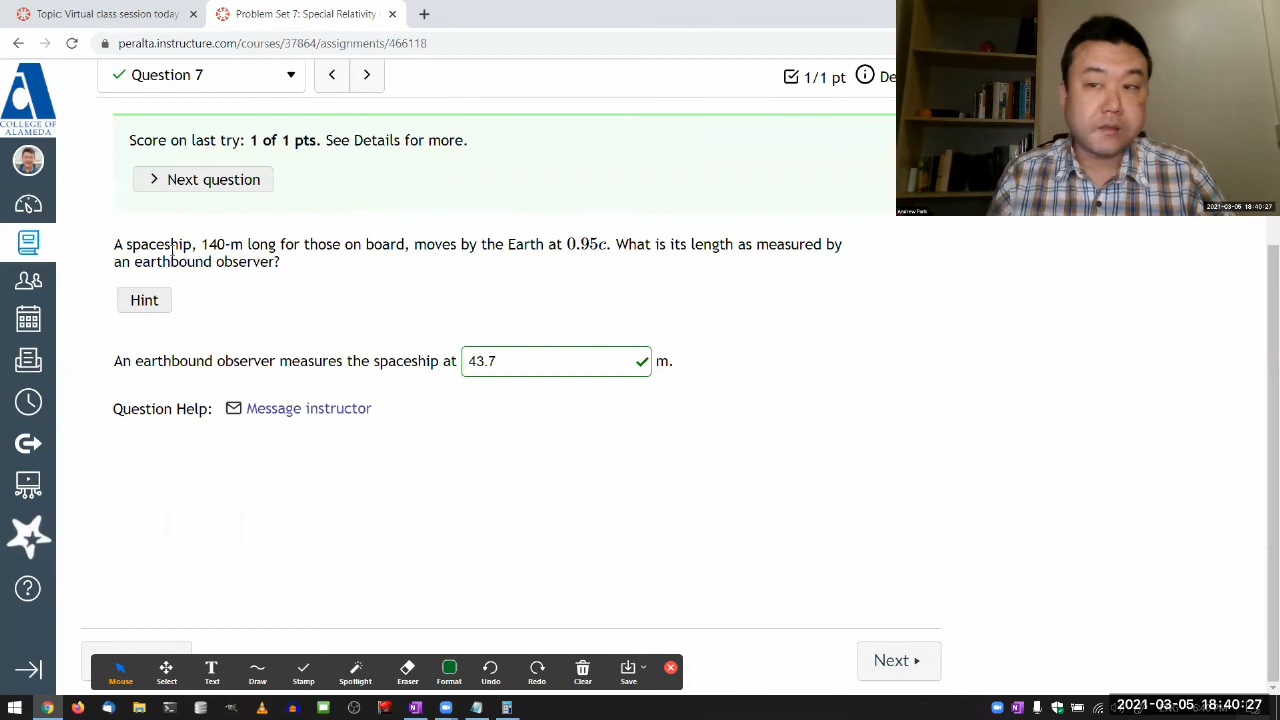 Topic: Virtual class session today
Problem Set 7: Special Relativity
peralta.instructure.com/courses/37864/assignments/466118
COLLEGE OF
ALAMEDA
Question 7
1/1 pt
De
Score on last try: 1 of 1 pts. See Details for more.
Next question
A spaceship, 140-m long for those on board, moves by the Earth at 0.95c. What is its length as measured by
an earthbound observer?
Hint
An earthbound observer measures the spaceship at 43.7 m.
Question Help: Message instructor
Next
Mouse Select Text Draw Stamp Spotlight Eraser Format Undo Redo Clear Save
Andrew Park
2021-03-05 18:40:27
2021-03-05 18:40:27